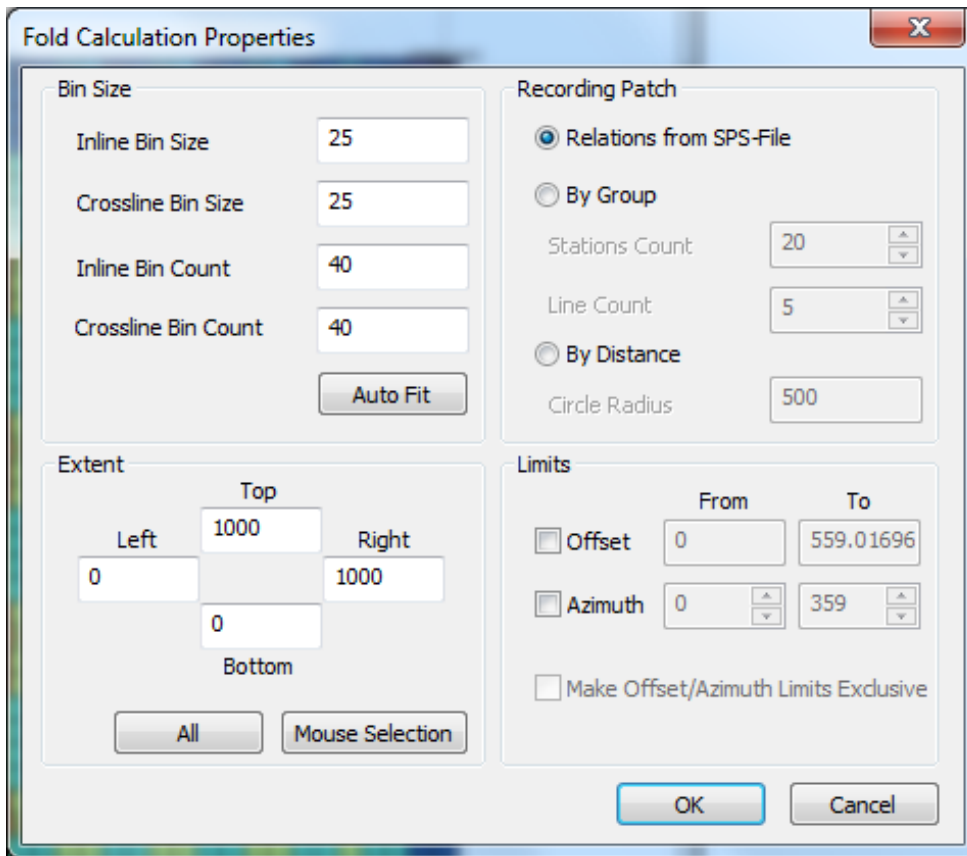 Fold Calculation Properties
Bin Size
Inline Bin Size 25
Crossline Bin Size 25
Inline Bin Count 40
Crossline Bin Count 40
Auto Fit
Recording Patch
Relations from SPS-File
By Group
Stations Count 20
Line Count 5
By Distance
Circle Radius 500
Extent
Top
1000
Left Right
0 1000
0
Bottom
All Mouse Selection
Limits
From To
Offset 0 559.01696
Azimuth 0 359
Make Offset/Azimuth Limits Exclusive
OK Cancel